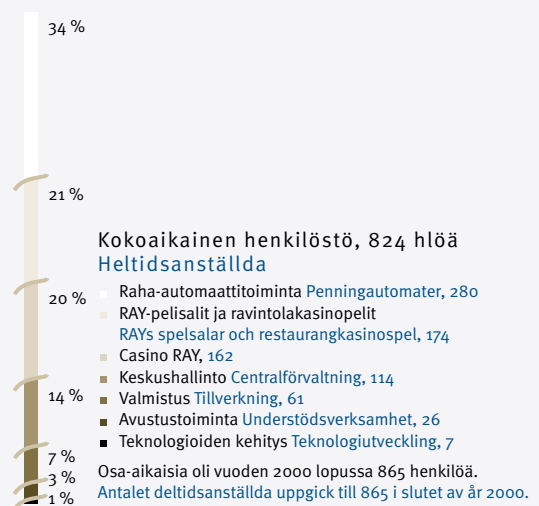 34 %
21 %
20 %
14 %
7 %
3 %
1 %
Kokoaikainen henkilöstö, 824 hlöä
Heltidsanställda
Raha-automaattitoiminta Penningautomater, 280
RAY-pelisalit ja ravintolakasinopelit
RAYs spelsalar och restaurangkasinospel, 174
Casino RAY, 162
Keskushallinto Centralförvaltning, 114
Valmistus Tillverkning, 61
Avustustoiminta Understödsverksamhet, 26
Teknologioiden kehitys Teknologiutveckling, 7
Osa-aikaisia oli vuoden 2000 lopussa 865 henkilöä.
Antalet deltidsanställda uppgick till 865 i slutet av år 2000.